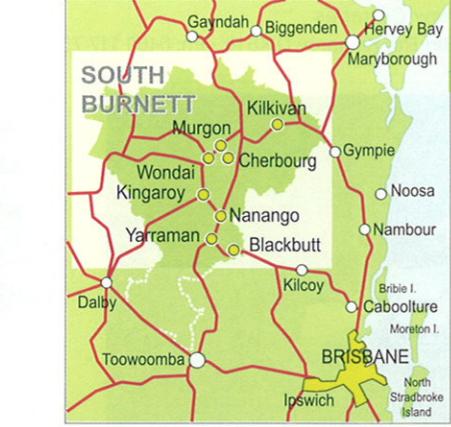 Gayndah
Biggenden
Hervey Bay
Maryborough
SOUTH
BURNETT
Kilkivan
Murgon
Cherbourg
Gympie
Wondai
Kingaroy
Noosa
Nanango
Nambour
Yarraman
Blackbutt
Kilcoy
Bribie I.
Dalby
Caboolture
Moreton I.
Toowoomba
BRISBANE
Ipswich
North
Stradbroke
Island